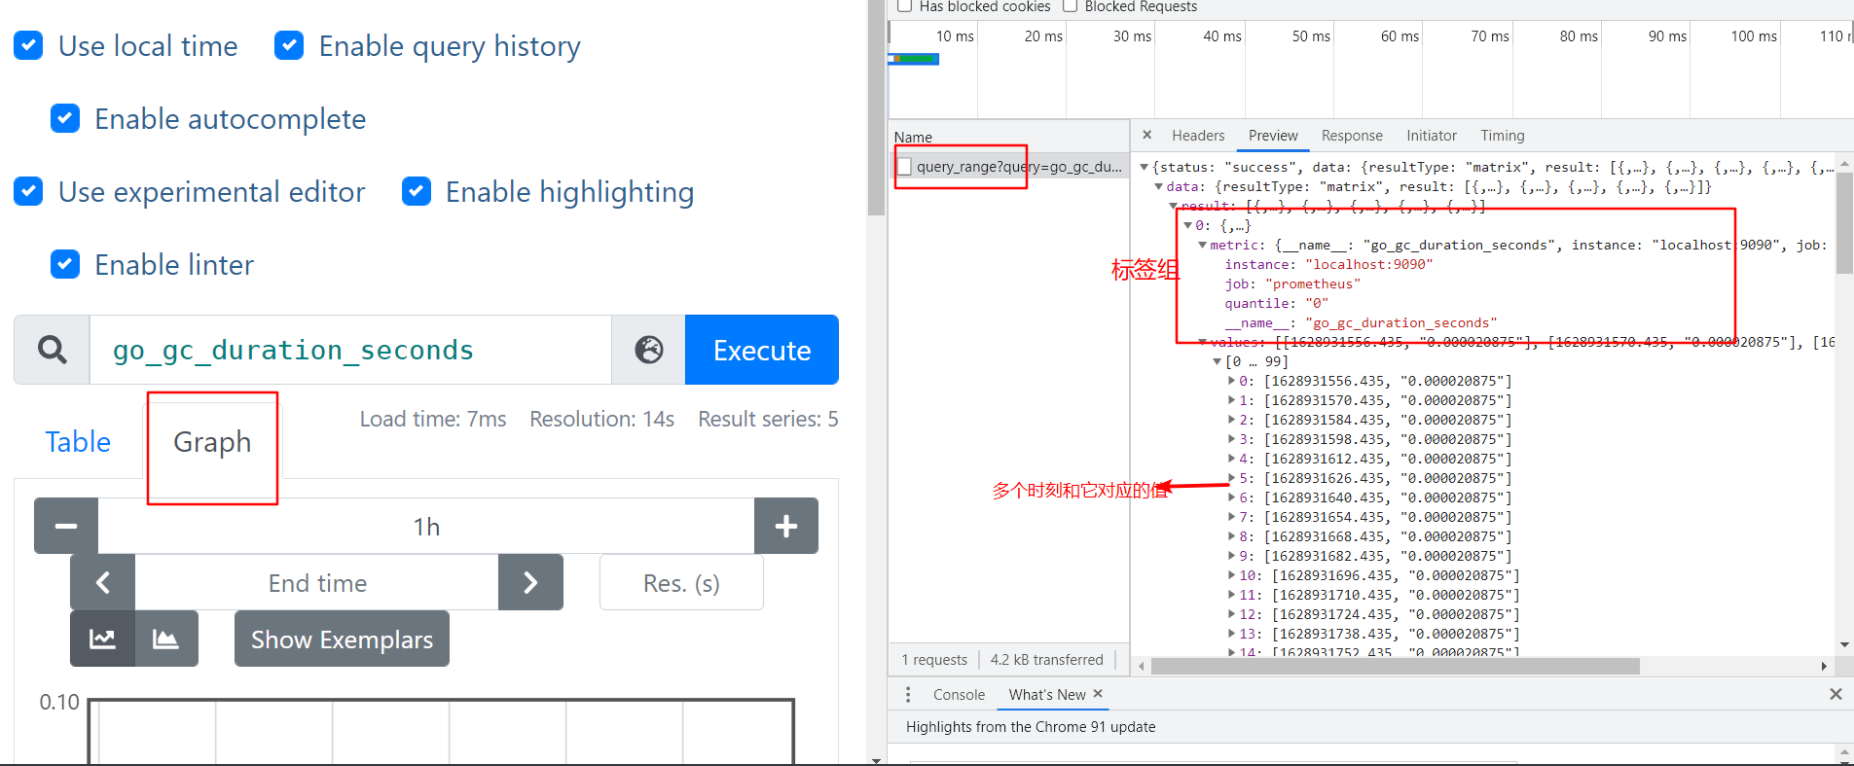 Use local time
Enable query history
Enable autocomplete
Use experimental editor
Enable highlighting
Enable linter
go_gc_duration_seconds
Execute
Table
Graph
Load time: 7ms
Resolution: 14s
Result series: 5
1h
End time
Res. (s)
Show Exemplars
0.10
Has blocked cookies
Blocked Requests
10 ms
20 ms
30 ms
40 ms
50 ms
60 ms
70 ms
80 ms
90 ms
100 ms
110
Name
query_range?query=go_gc_du...
1 requests
4.2 kB transferred
Headers
Preview
Response
Initiator
Timing
{status: "success", data: {resultType: "matrix", result: [{,…}, {,…}, {,…}, {,…}, {,…
data: {resultType: "matrix", result: [{,…}, {,…}, {,…}, {,…}, {,…}]}
result: [{,…}, {,…}, {,…}, {,…}, {,…}]
0: {,…}
metric: {__name__: "go_gc_duration_seconds", instance: "localhost:9090", job:
标签组
instance: "localhost:9090"
job: "prometheus"
quantile: "0"
__name__: "go_gc_duration_seconds"
values: [[1628931556.435, "0.000020875"], [1628931570.435, "0.000020875"], [16
[0 … 99]
0: [1628931556.435, "0.000020875"]
1: [1628931570.435, "0.000020875"]
2: [1628931584.435, "0.000020875"]
3: [1628931598.435, "0.000020875"]
4: [1628931612.435, "0.000020875"]
5: [1628931626.435, "0.000020875"]
多个时刻和它对应的值
6: [1628931640.435, "0.000020875"]
7: [1628931654.435, "0.000020875"]
8: [1628931668.435, "0.000020875"]
9: [1628931682.435, "0.000020875"]
10: [1628931696.435, "0.000020875"]
11: [1628931710.435, "0.000020875"]
12: [1628931724.435, "0.000020875"]
13: [1628931738.435, "0.000020875"]
14: [1628931752.435, "0.000020875"]
Console
What's New
Highlights from the Chrome 91 update